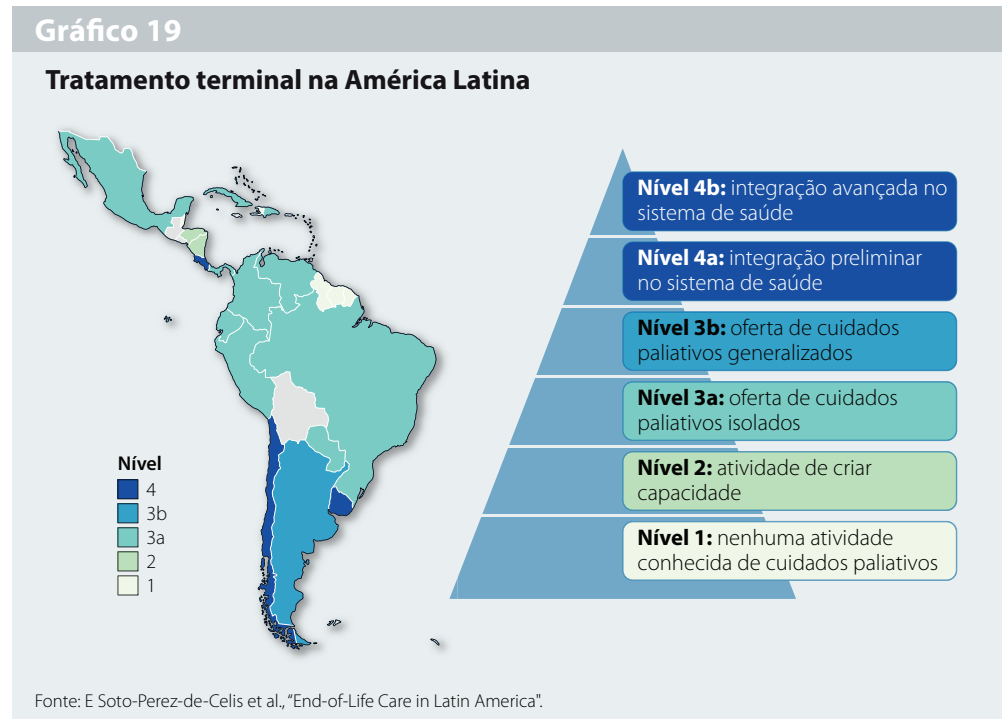 Gráfico 19
Tratamento terminal na América Latina
Nível 4b: integração avançada no
sistema de saúde
Nível 4a: integração preliminar
no sistema de saúde
Nível 3b: oferta de cuidados
paliativos generalizados
Nível 3a: oferta de cuidados
paliativos isolados
Nível 2: atividade de criar
capacidade
Nível 1: nenhuma atividade
conhecida de cuidados paliativos
Nível
4
3b
3a
2
1
Fonte: E Soto-Perez-de-Celis et al., "End-of-Life Care in Latin America".